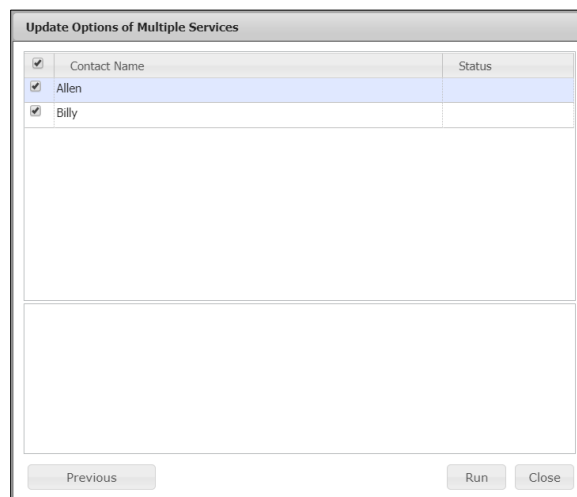 Update Options of Multiple Services
Contact Name Status
Allen
Billy
Previous Run Close